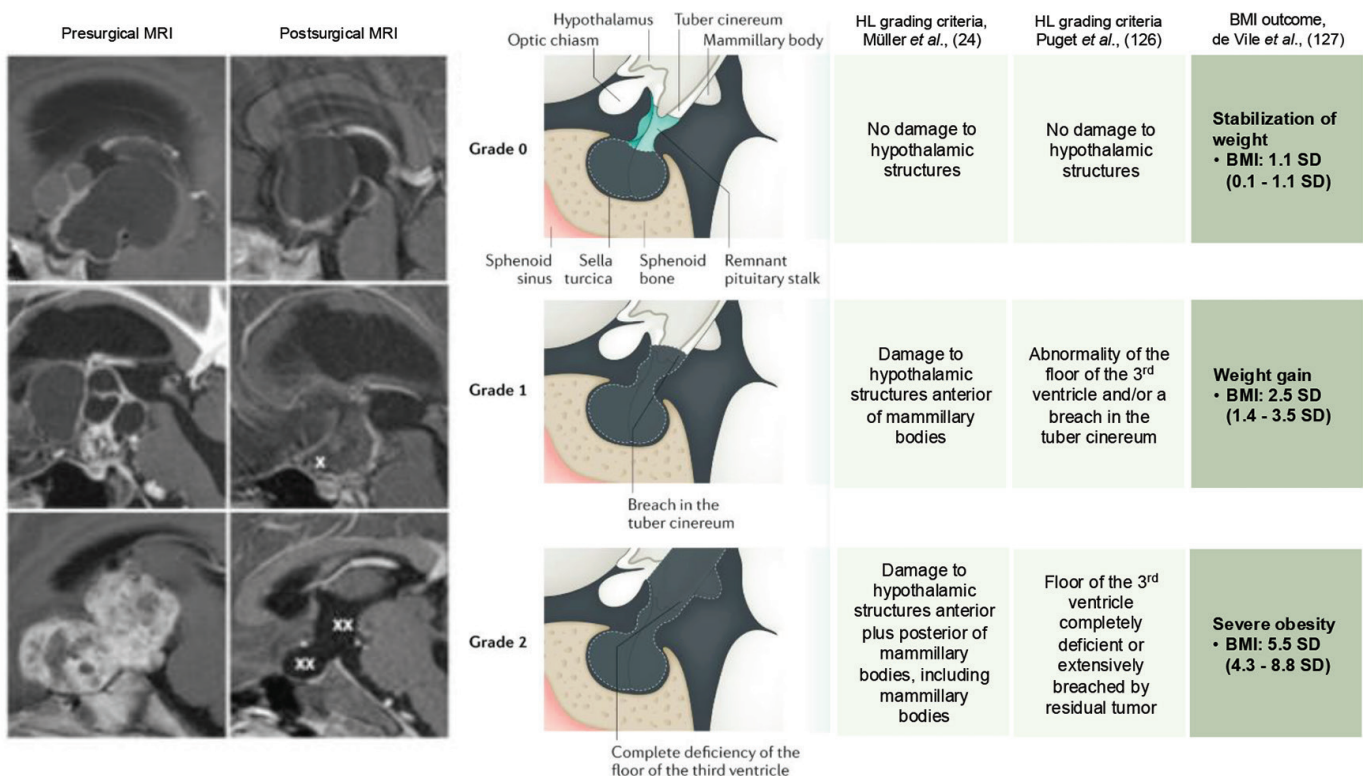 Presurgical MRI
Postsurgical MRI
Hypothalamus
Optic chiasm
Tuber cinereum
Mammillary body
HL grading criteria,
Müller et al., (24)
HL grading criteria
Puget et al., (126)
BMI outcome,
de Vile et al., (127)
Grade 0
No damage to
hypothalamic
structures
No damage to
hypothalamic
structures
Stabilization of
weight
• BMI: 1.1 SD
(0.1 - 1.1 SD)
Sphenoid
sinus
Sella
turcica
Sphenoid
bone
Remnant
pituitary stalk
X
Grade 1
Damage to
hypothalamic
structures anterior
of mammillary
bodies
Abnormality of the
floor of the 3rd
ventricle and/or a
breach in the
tuber cinereum
Weight gain
• BMI: 2.5 SD
(1.4 - 3.5 SD)
Breach in the
tuber cinereum
XX
XX
Grade 2
Damage to
hypothalamic
structures anterior
plus posterior of
mammillary
bodies, including
mammillary
bodies
Floor of the 3rd
ventricle
completely
deficient or
extensively
breached by
residual tumor
Severe obesity
• BMI: 5.5 SD
(4.3 - 8.8 SD)
Complete deficiency of the
floor of the third ventricle